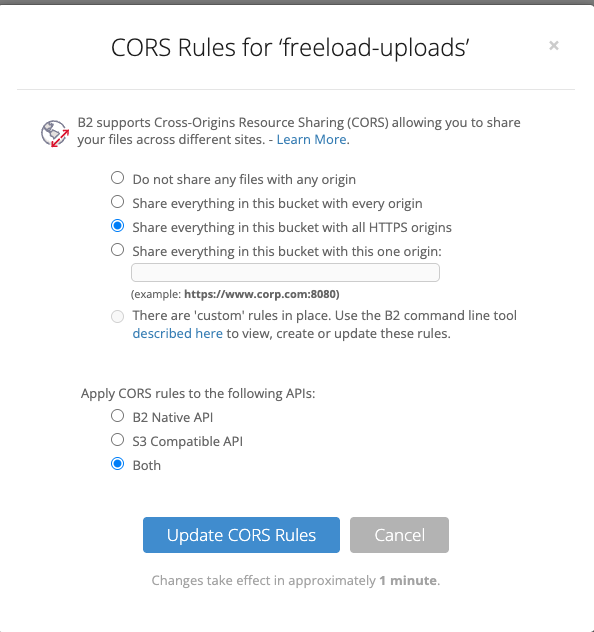 CORS Rules for ‘freeload-uploads’
×
B2 supports Cross-Origins Resource Sharing (CORS) allowing you to share
your files across different sites. - Learn More.
Do not share any files with any origin
Share everything in this bucket with every origin
Share everything in this bucket with all HTTPS origins
Share everything in this bucket with this one origin:
(example: https://www.corp.com:8080)
There are 'custom' rules in place. Use the B2 command line tool
described here to view, create or update these rules.
Apply CORS rules to the following APIs:
B2 Native API
S3 Compatible API
Both
Update CORS Rules
Cancel
Changes take effect in approximately 1 minute.